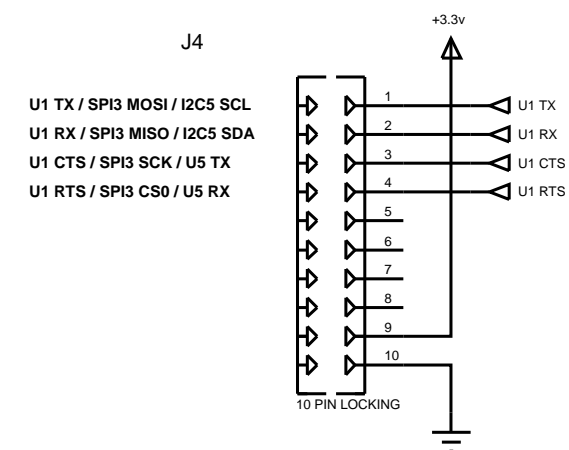 +3.3v
J4
U1 TX / SPI3 MOSI / I2C5 SCL
1
U1 TX
U1 RX / SPI3 MISO / I2C5 SDA
2
U1 RX
U1 CTS / SPI3 SCK / U5 TX
3
U1 CTS
U1 RTS / SPI3 CS0 / U5 RX
4
U1 RTS
5
6
7
8
9
10
10 PIN LOCKING